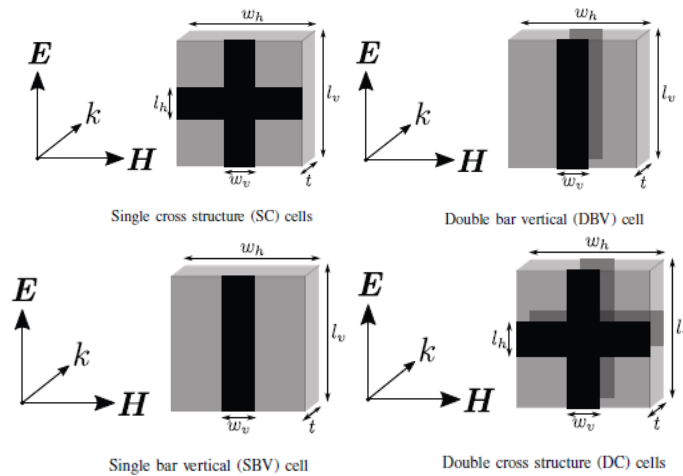 w_h
E
k
H
l_h
l_v
w_v
t
Single cross structure (SC) cells
w_h
E
k
H
l_v
w_v
t
Double bar vertical (DBV) cell
w_h
E
k
H
l_v
w_v
t
Single bar vertical (SBV) cell
w_h
E
k
H
l_h
l
w_v
t
Double cross structure (DC) cells